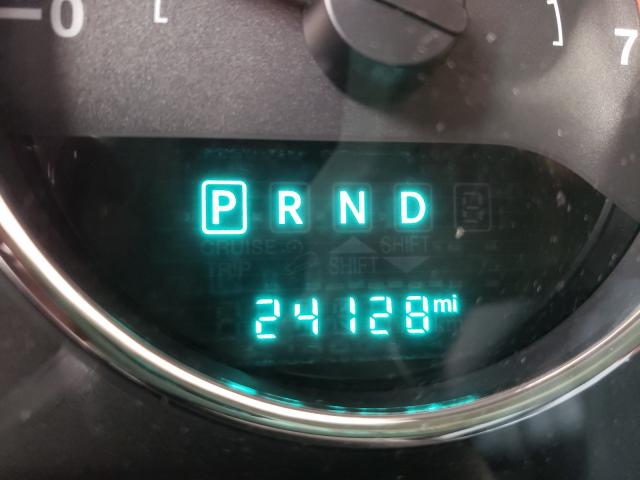 0 7
P R N D
CRUISE SHIFT
TRIP SHIFT
24128 mi